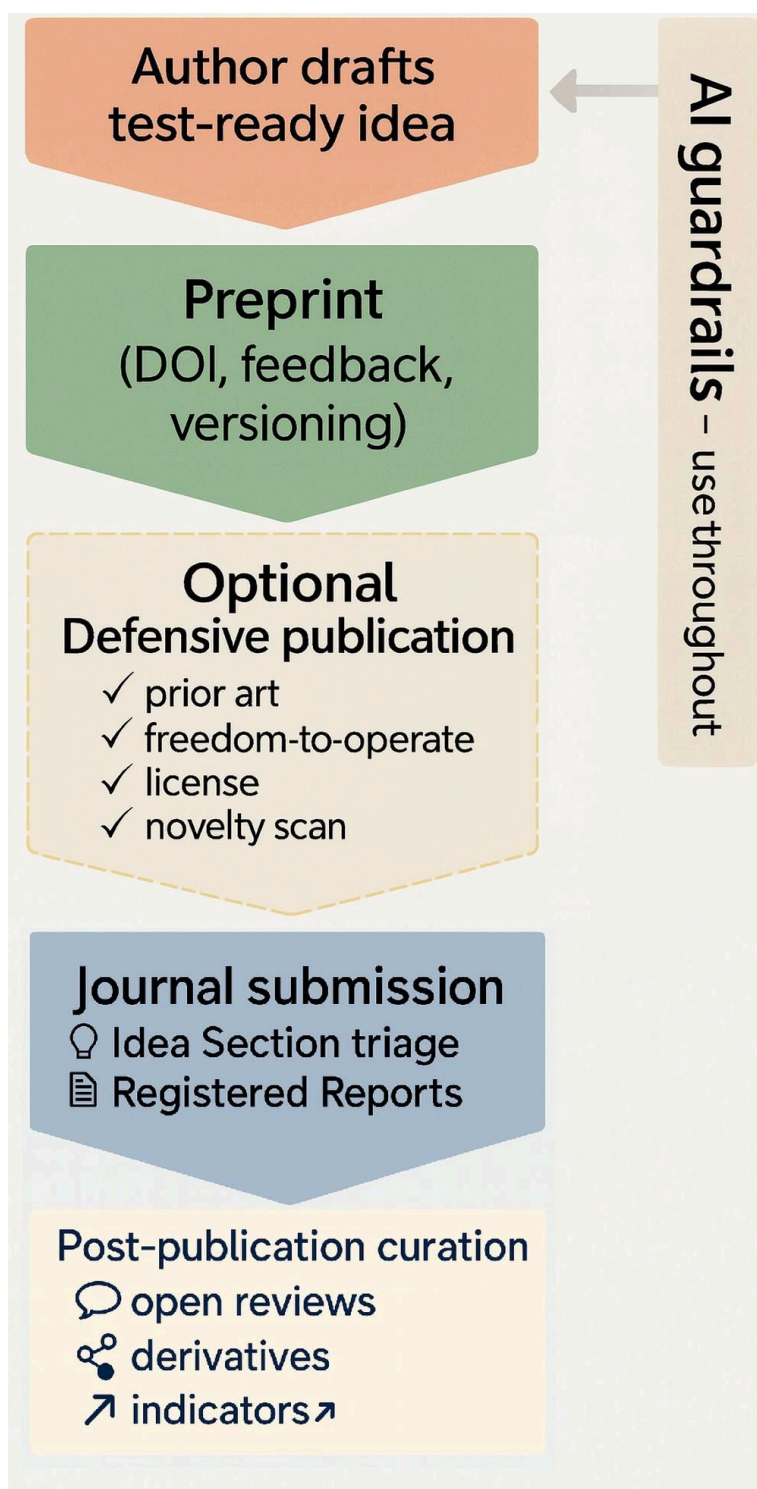 Author drafts
test-ready idea
Preprint
(DOI, feedback,
versioning)
Optional
Defensive publication
✓ prior art
✓ freedom-to-operate
✓ license
✓ novelty scan
Journal submission
Idea Section triage
Registered Reports
Post-publication curation
open reviews
derivatives
indicators
AI guardrails – use throughout